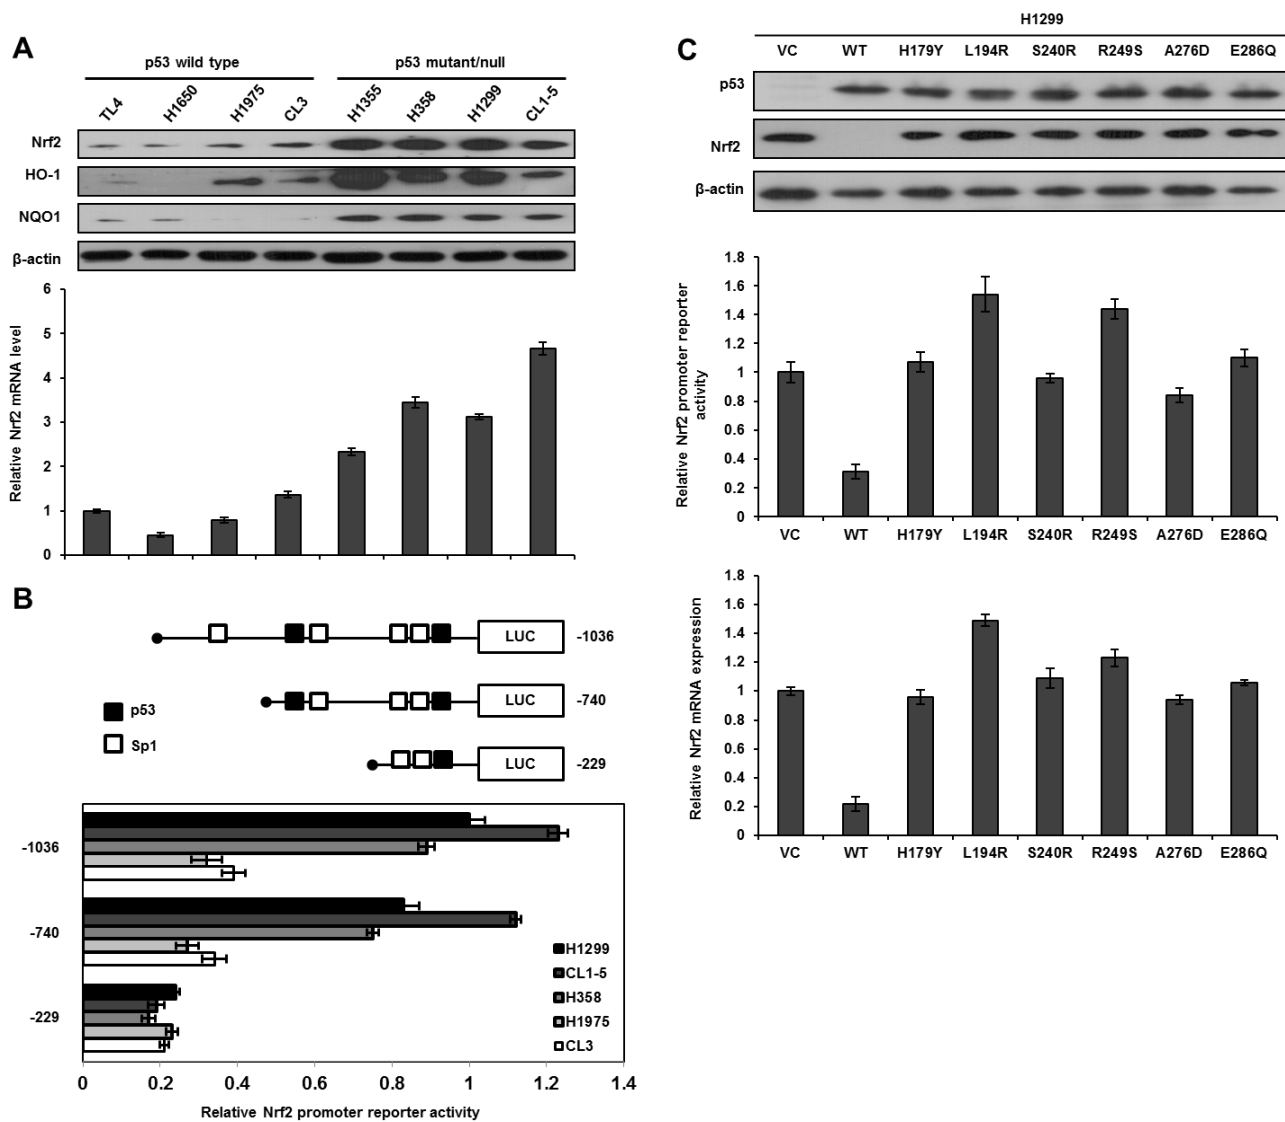 A
p53 wild type
p53 mutant/null
TL4
H1650
H1975
CL3
H1355
H358
H1299
CL1-5
Nrf2
HO-1
NQO1
β-actin
Relative Nrf2 mRNA level
6
5
4
3
2
1
0
B
LUC
-1036
LUC
-740
LUC
-229
p53
Sp1
-1036
-740
-229
H1299
CL1-5
H358
H1975
CL3
0 0.2 0.4 0.6 0.8 1 1.2 1.4
Relative Nrf2 promoter reporter activity
C
H1299
VC WT H179Y L194R S240R R249S A276D E286Q
p53
Nrf2
β-actin
Relative Nrf2 promoter reporter
activity
1.8
1.6
1.4
1.2
1
0.8
0.6
0.4
0.2
0
VC WT H179Y L194R S240R R249S A276D E286Q
Relative Nrf2 mRNA expression
1.8
1.6
1.4
1.2
1
0.8
0.6
0.4
0.2
0
VC WT H179Y L194R S240R R249S A276D E286Q